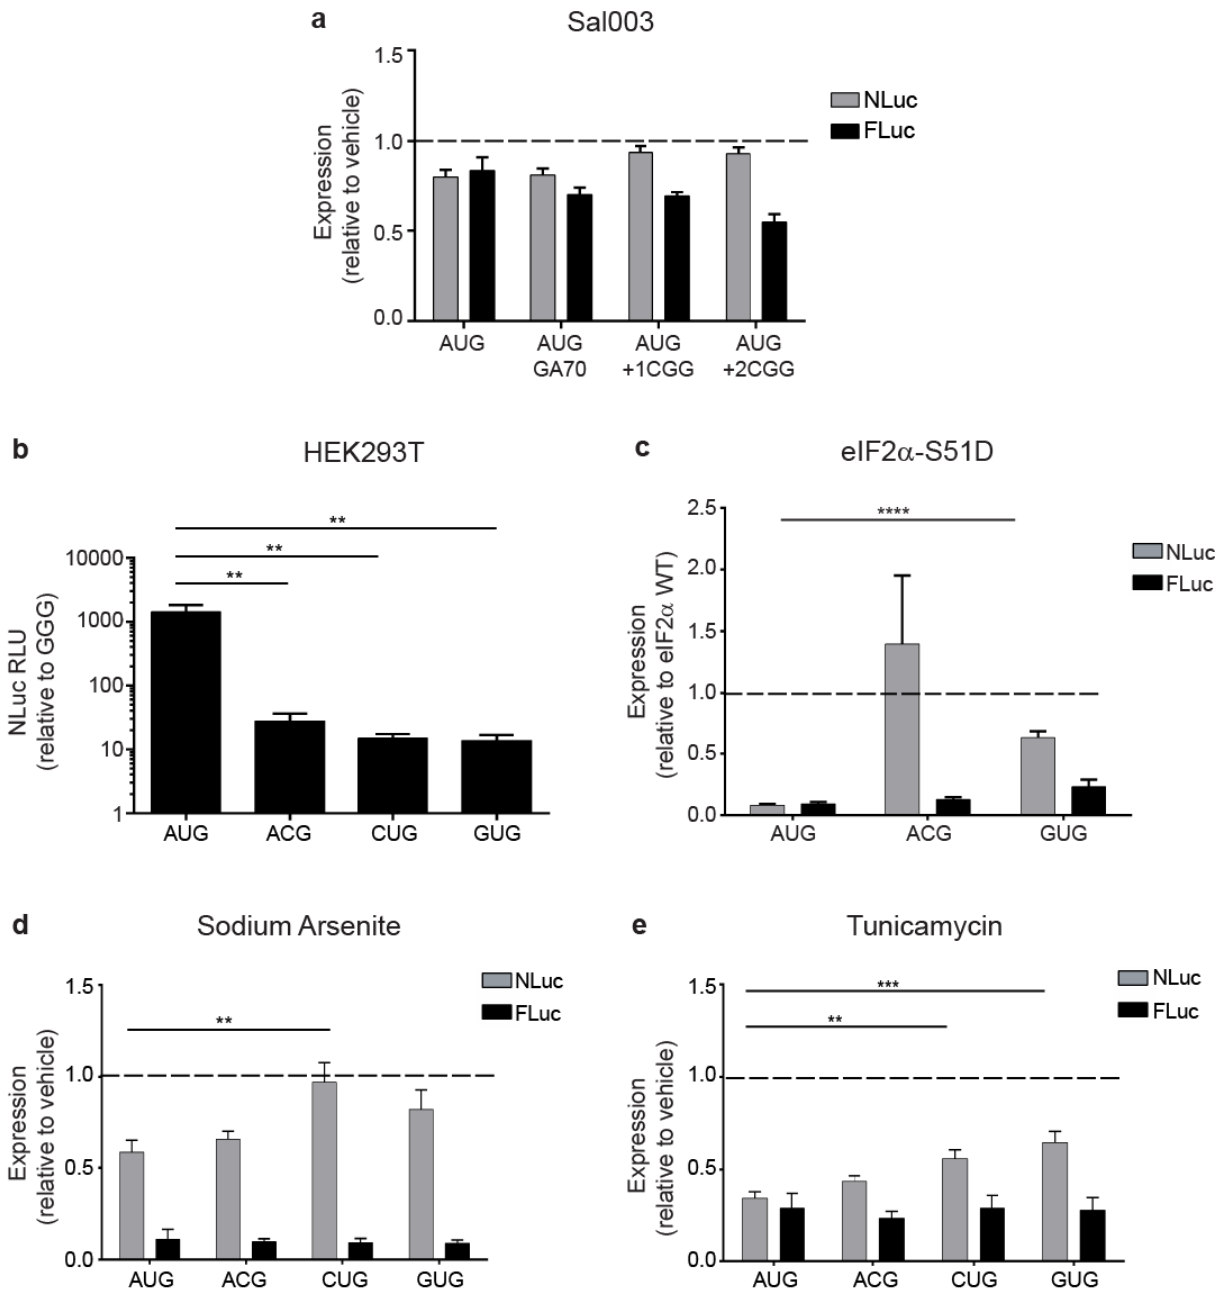 a
Sal003
Expression
(relative to vehicle)
1.5
1.0
0.5
0.0
NLuc
FLuc
AUG
AUG
GA70
AUG
+1CGG
AUG
+2CGG
b
HEK293T
NLuc RLU
(relative to GGG)
10000
1000
100
10
1
**
**
**
AUG
ACG
CUG
GUG
c
eIF2α-S51D
Expression
(relative to eIF2α WT)
2.5
2.0
1.5
1.0
0.5
0.0
****
NLuc
FLuc
AUG
ACG
GUG
d
Sodium Arsenite
Expression
(relative to vehicle)
1.5
1.0
0.5
0.0
**
NLuc
FLuc
AUG
ACG
CUG
GUG
e
Tunicamycin
Expression
(relative to vehicle)
1.5
1.0
0.5
0.0
***
**
NLuc
FLuc
AUG
ACG
CUG
GUG